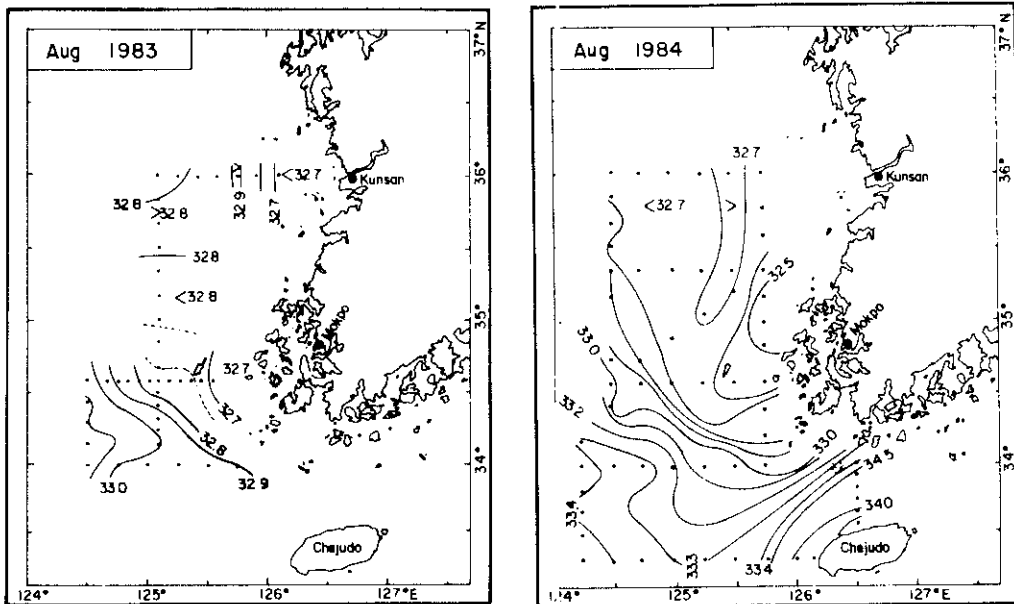 Aug 1983
37° N
36°
35°
34°
Kunsan
Mokpo
Chejudo
32.8
>32.8
32.9
32.7
<32.7
32.8
<32.8
32.7
32.7
32.8
32.9
33.0
124°
125°
126°
127°E
Aug 1984
37° N
36°
35°
34°
Kunsan
Mokpo
Chejudo
32.7
<32.7 >
32.5
33.0
33.2
33.0
34.5
34.0
33.4
33.3
33.4
124°
125°
126°
127°E